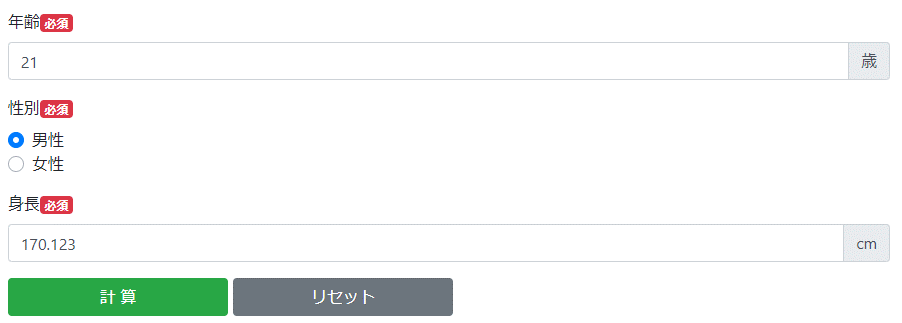 年齢必須
21 歳
性別必須
男性
女性
身長必須
170.123 cm
計 算 リセット